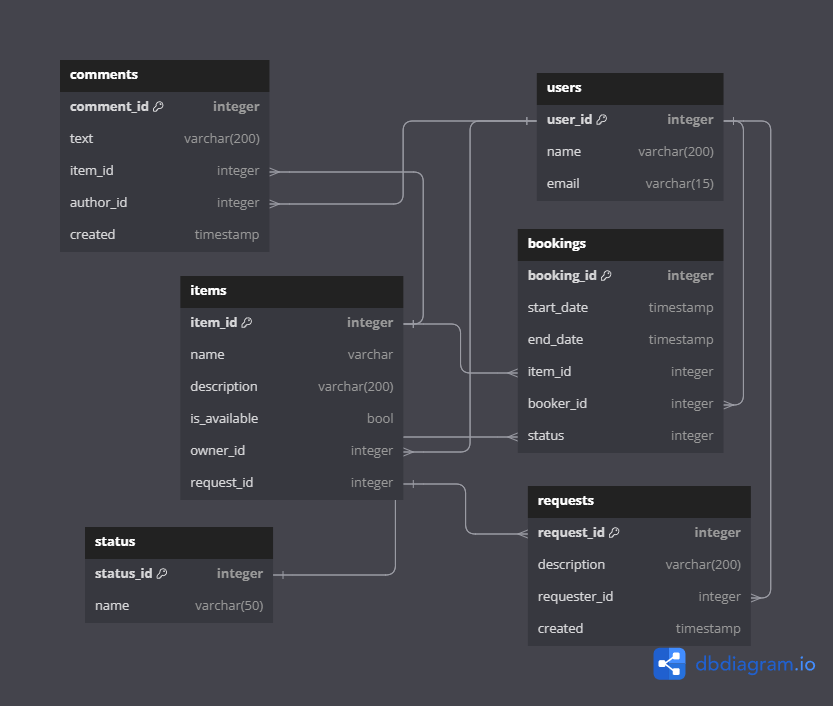 comments
comment_id integer
text varchar(200)
item_id integer
author_id integer
created timestamp
users
user_id integer
name varchar(200)
email varchar(15)
bookings
booking_id integer
start_date timestamp
end_date timestamp
item_id integer
booker_id integer
status integer
items
item_id integer
name varchar
description varchar(200)
is_available bool
owner_id integer
request_id integer
requests
request_id integer
description varchar(200)
requester_id integer
created timestamp
status
status_id integer
name varchar(50)
dbdiagram.io